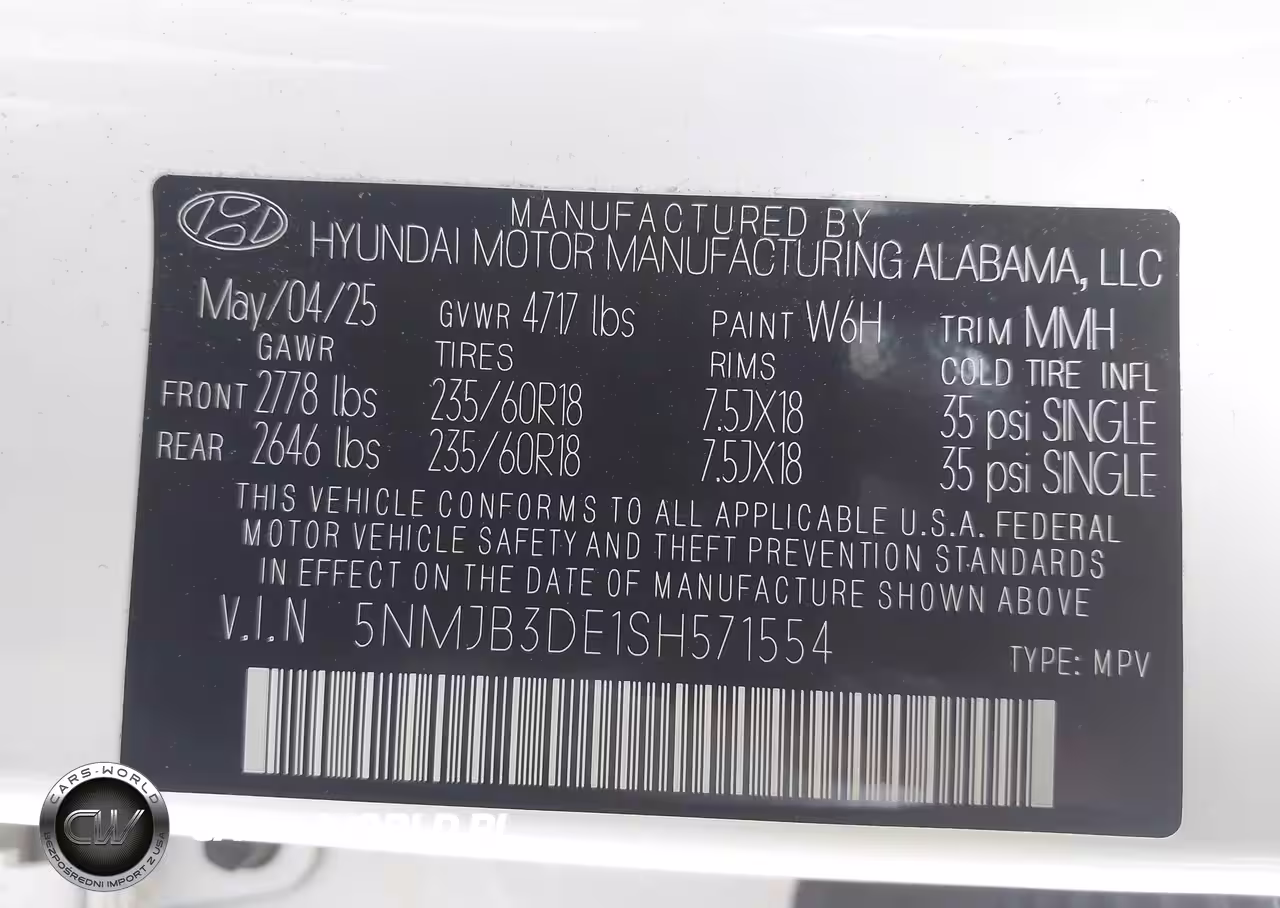 MANUFACTURED BY
HYUNDAI MOTOR MANUFACTURING ALABAMA, LLC
May/04/25 GVWR 4717 lbs PAINT W6H TRIM MMH
GAWR TIRES RIMS COLD TIRE INFL
FRONT 2778 lbs 235/60R18 7.5JX18 35 psi SINGLE
REAR 2646 lbs 235/60R18 7.5JX18 35 psi SINGLE
THIS VEHICLE CONFORMS TO ALL APPLICABLE U.S.A. FEDERAL
MOTOR VEHICLE SAFETY AND THEFT PREVENTION STANDARDS
IN EFFECT ON THE DATE OF MANUFACTURE SHOWN ABOVE
V.I.N 5NMJB3DE1SH571554
TYPE: MPV
CARS-WORLD
CW
BEZPOŚREDNI IMPORT Z USA